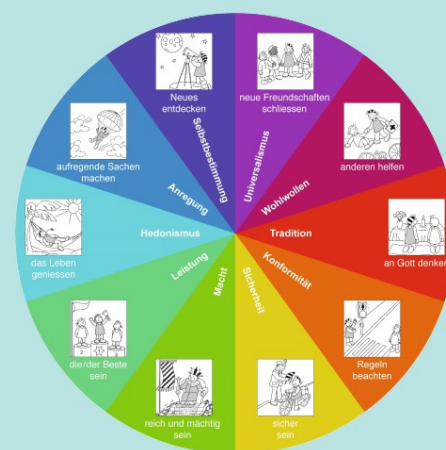 Neues
entdecken
Selbstbestimmung
neue Freundschaften
schliessen
Universalismus
anderen helfen
Wohlwollen
an Gott denken
Tradition
Regeln
beachten
Konformität
sicher
sein
Sicherheit
reich und mächtig
sein
Macht
die/der Beste
sein
Leistung
das Leben
geniessen
Hedonismus
aufregende Sachen
machen
Anregung